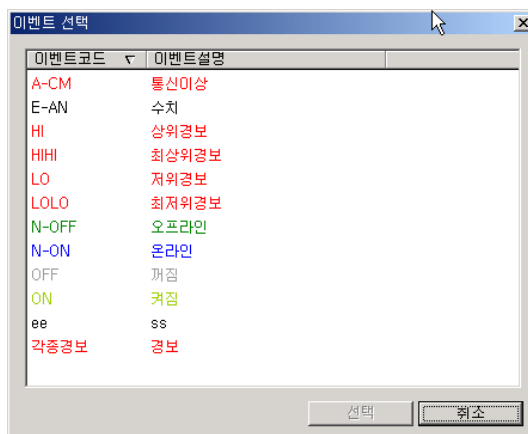 이벤트 선택
이벤트코드 이벤트설명
A-CM 통신이상
E-AN 수치
HI 상위경보
HIHI 최상위경보
LO 저위경보
LOLO 최저위경보
N-OFF 오프라인
N-ON 온라인
OFF 꺼짐
ON 켜짐
ee ss
각종경보 경보
선택 취소